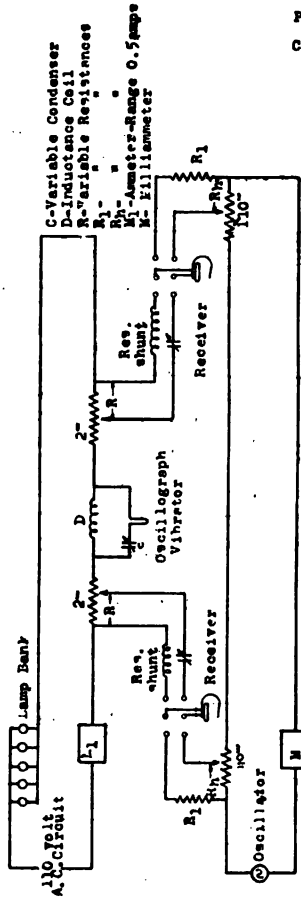 Lamp Bank
110 Volt
A.C. Circuit
C-Variable Condenser
D-Inductance Coil
R-Variable Resistances
R1- " "
Rh- " "
M1-Ammeter-Range 0.5amps
M- Milliammeter
2-
D
2-
R
C
Oscillograph
Vibrator
R
Res.
shunt
Res.
shunt
Receiver
Receiver
R1
R1
Rh
Rh
110-
110-
Oscillator
M